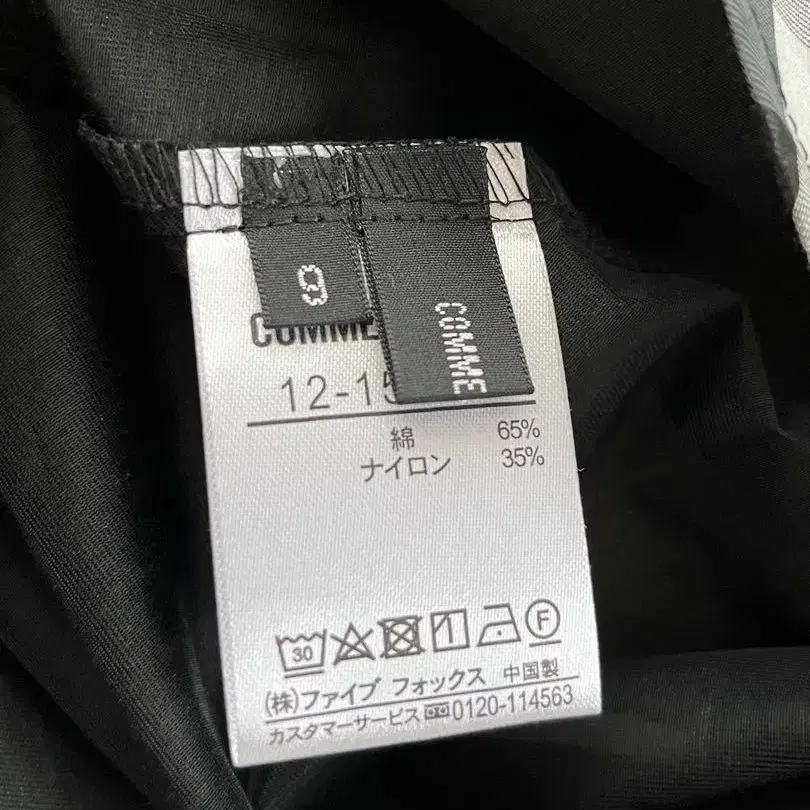 9
COMME
COMME
12-15
綿 65%
ナイロン 35%
30 F
(株)ファイブ フォックス 中国製
カスタマーサービス 0120-114563